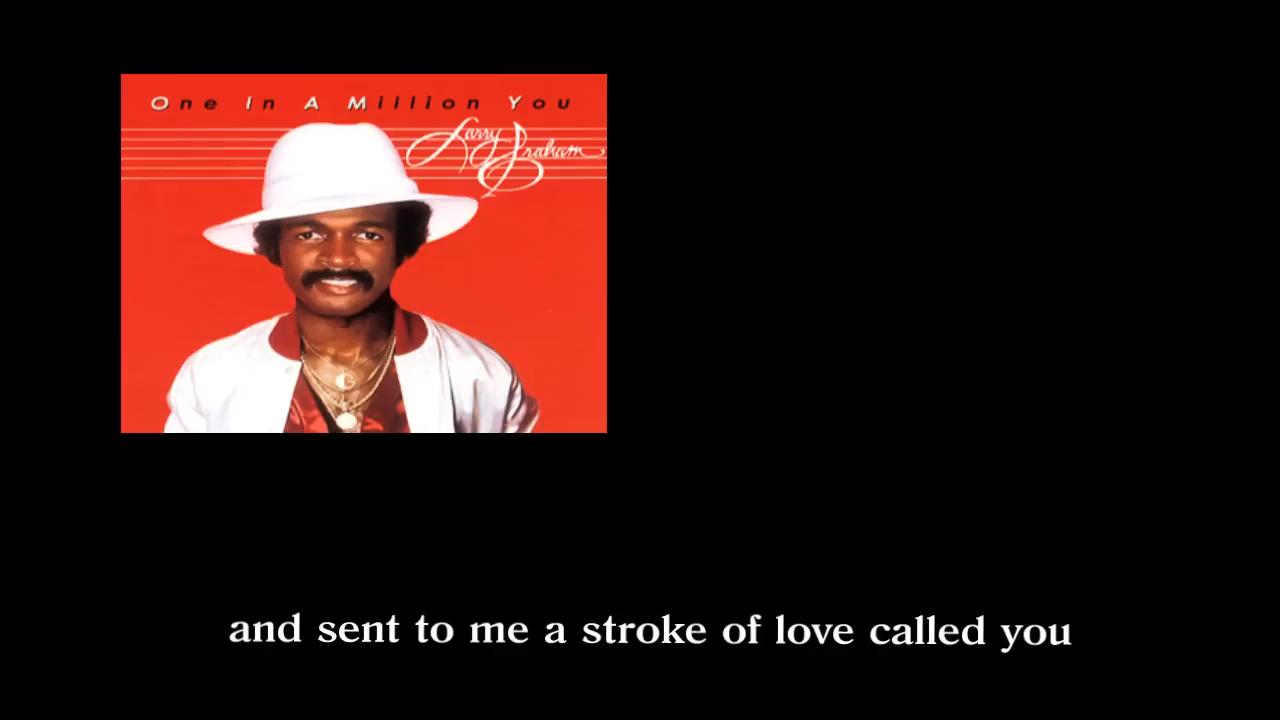 One In A Million You
Larry Graham
and sent to me a stroke of love called you